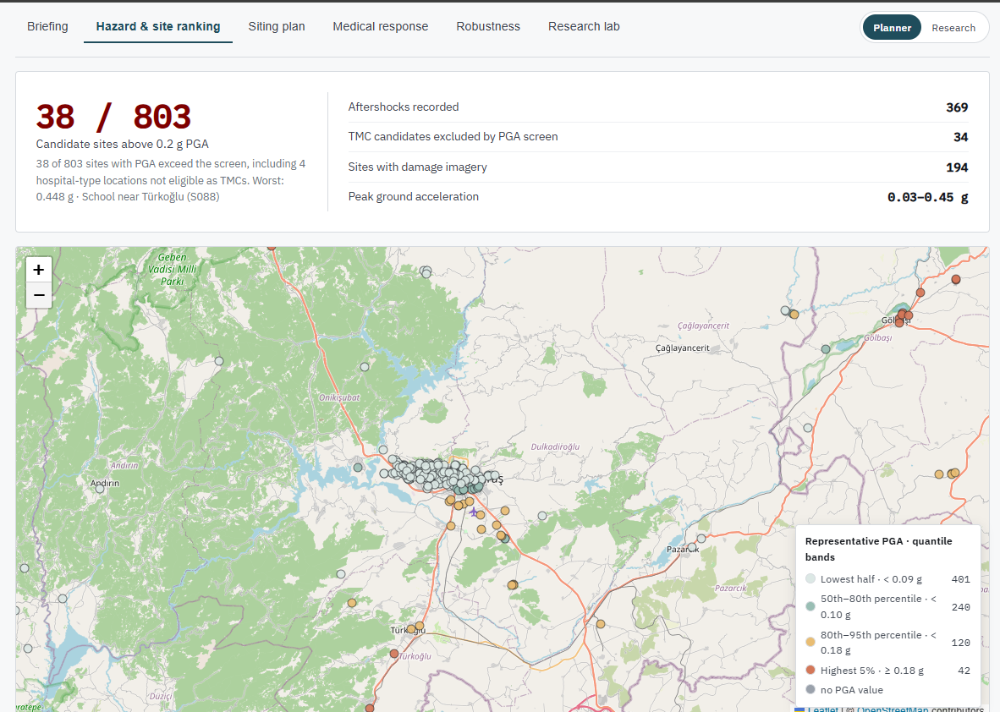 Briefing
Hazard & site ranking
Siting plan
Medical response
Robustness
Research lab
Planner
Research
38 / 803
Candidate sites above 0.2 g PGA
38 of 803 sites with PGA exceed the screen, including 4
hospital-type locations not eligible as TMCs. Worst:
0.448 g · School near Türkoğlu (S088)
Aftershocks recorded 369
TMC candidates excluded by PGA screen 34
Sites with damage imagery 194
Peak ground acceleration 0.03–0.45 g
+
−
Geben
Vadisi Milli
Parkı
Çağlayancerit
Çağlayancerit
Gölbaşı
Onikişubat
Dulkadiroğlu
Andırın
Andırın
Pazarcık
Türkoğlu
Düziçi
Representative PGA · quantile
bands
Lowest half · < 0.09 g 401
50th–80th percentile · <
0.10 g 240
80th–95th percentile · <
0.18 g 120
Highest 5% · ≥ 0.18 g 42
no PGA value
Leaflet | © OpenStreetMap contributors